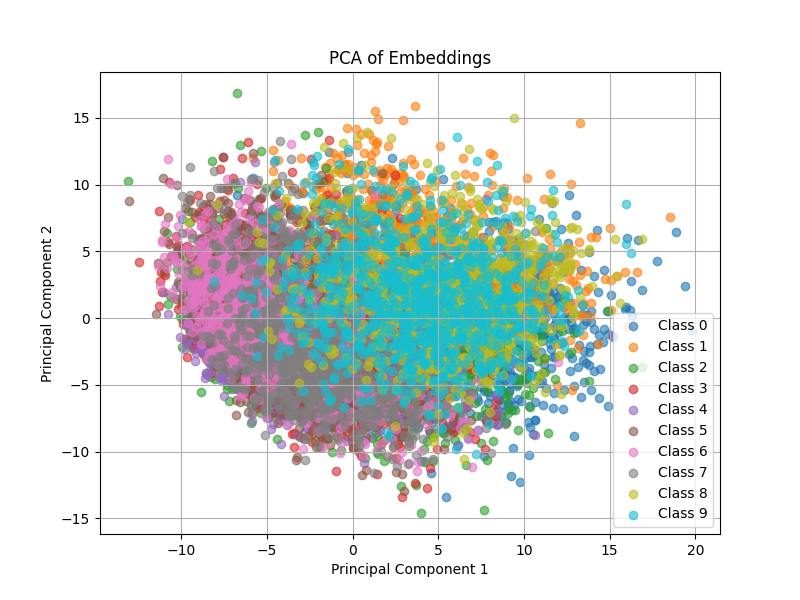 PCA of Embeddings
Principal Component 2
15
10
5
0
−5
−10
−15
Class 0
Class 1
Class 2
Class 3
Class 4
Class 5
Class 6
Class 7
Class 8
Class 9
−10 −5 0 5 10 15 20
Principal Component 1